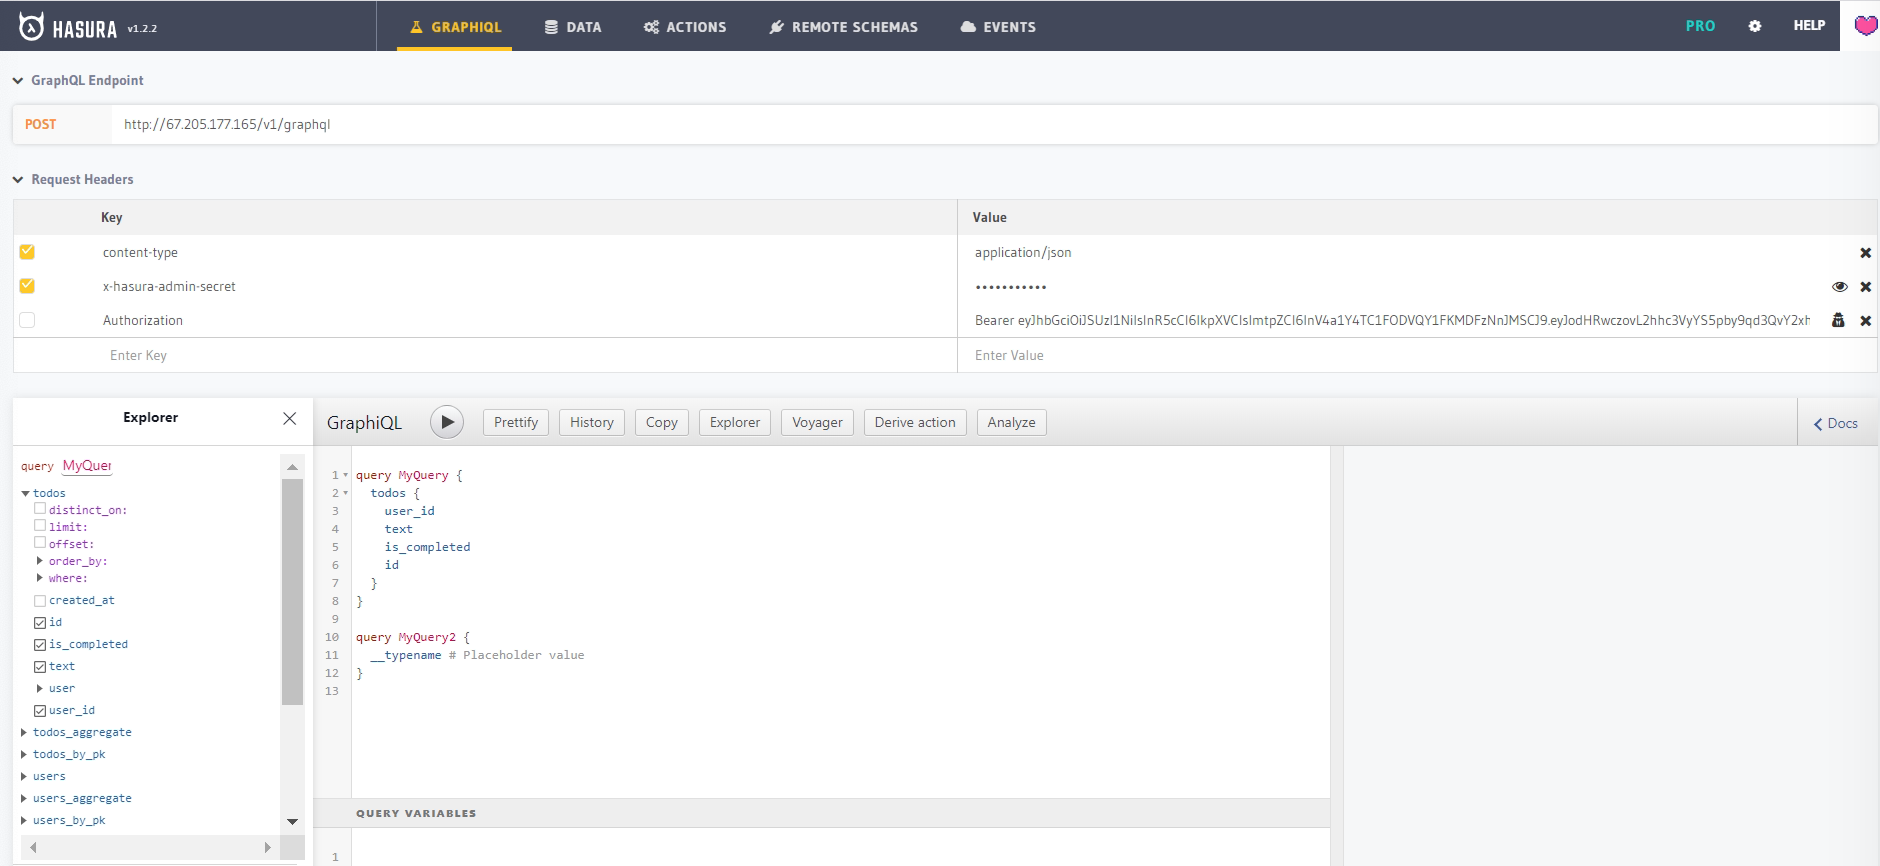 HASURA v1.2.2 GRAPHIQL DATA ACTIONS REMOTE SCHEMAS EVENTS PRO HELP
GraphQL Endpoint
POST http://67.205.177.165/v1/graphql
Request Headers
Key Value
content-type application/json
x-hasura-admin-secret •••••••••••
Authorization Bearer
Enter Key Enter Value
Explorer
GraphiQL Prettify History Copy Explorer Voyager Derive action Analyze Docs
query MyQuer
todos
distinct_on:
limit:
offset:
order_by:
where:
created_at
id
is_completed
text
user
user_id
todos_aggregate
todos_by_pk
users
users_aggregate
users_by_pk
1 query MyQuery {
2 todos {
3 user_id
4 text
5 is_completed
6 id
7 }
8 }
9
10 query MyQuery2 {
11 __typename # Placeholder value
12 }
13
QUERY VARIABLES
1